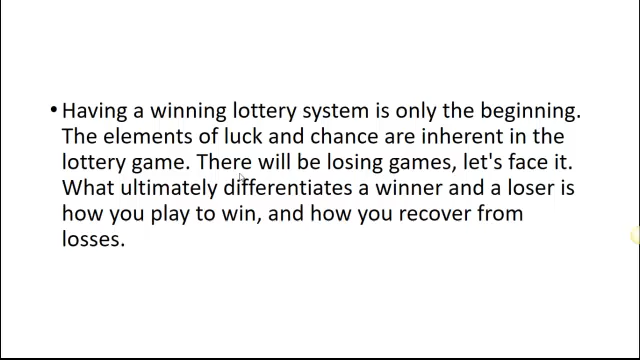 • Having a winning lottery system is only the beginning.
The elements of luck and chance are inherent in the
lottery game. There will be losing games, let's face it.
What ultimately differentiates a winner and a loser is
how you play to win, and how you recover from
losses.